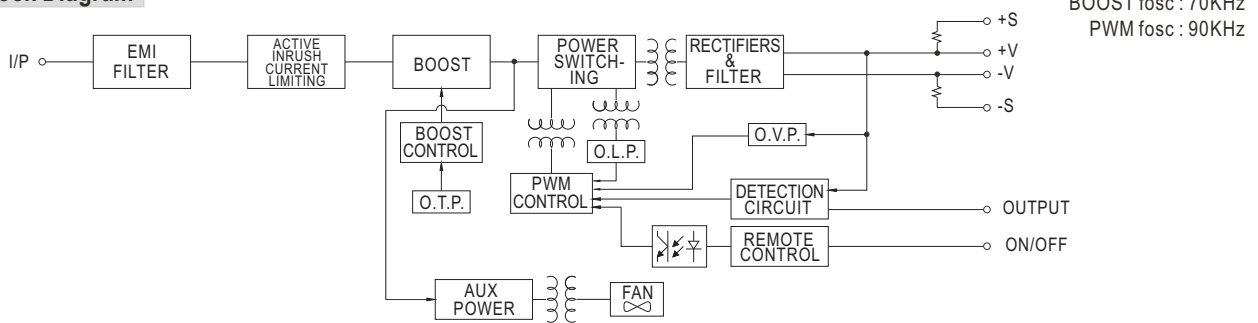 BOOST fosc : 70KHz
PWM fosc : 90KHz
I/P
EMI
FILTER
ACTIVE
INRUSH
CURRENT
LIMITING
BOOST
POWER
SWITCH-
ING
RECTIFIERS
&
FILTER
+S
+V
-V
-S
BOOST
CONTROL
O.T.P.
O.L.P.
O.V.P.
PWM
CONTROL
DETECTION
CIRCUIT
OUTPUT
REMOTE
CONTROL
ON/OFF
AUX
POWER
FAN